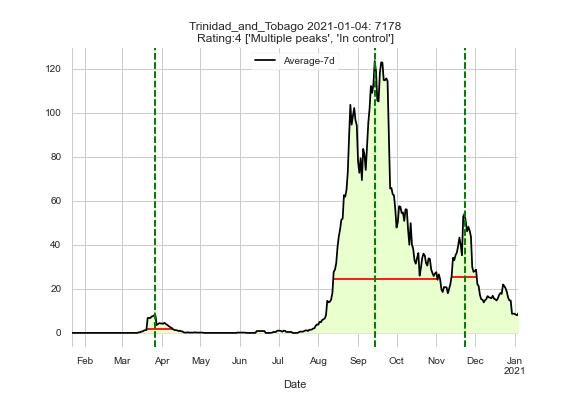 Trinidad_and_Tobago 2021-01-04: 7178
Rating:4 ['Multiple peaks', 'In control']
Average-7d
120
100
80
60
40
20
0
Feb Mar Apr May Jun Jul Aug Sep Oct Nov Dec Jan
2021
Date